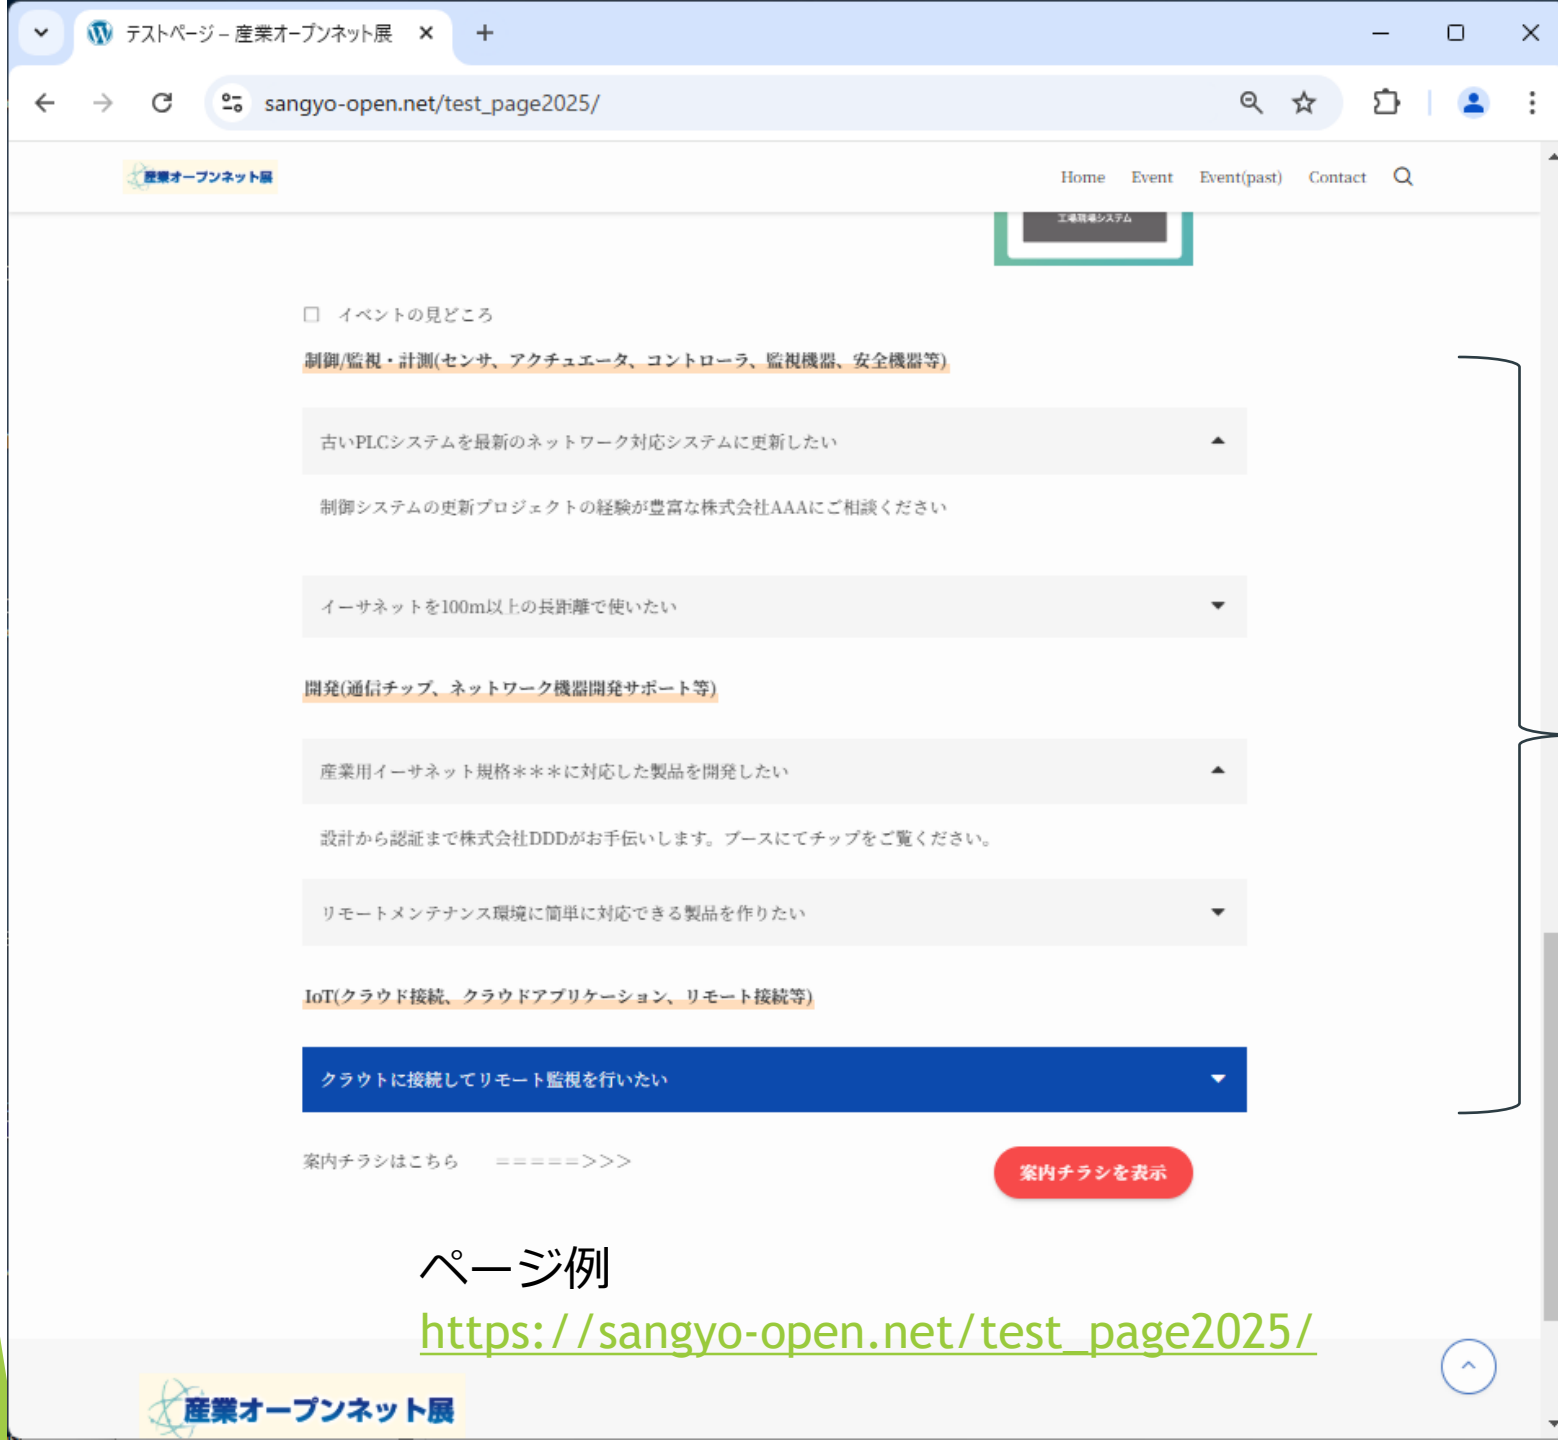 テストページ – 産業オープンネット展
sangyo-open.net/test_page2025/
産業オープンネット展
Home Event Event(past) Contact
工場現場システム
イベントの見どころ
制御/監視・計測(センサ、アクチュエータ、コントローラ、監視機器、安全機器等)
古いPLCシステムを最新のネットワーク対応システムに更新したい
制御システムの更新プロジェクトの経験が豊富な株式会社AAAにご相談ください
イーサネットを100m以上の長距離で使いたい
開発(通信チップ、ネットワーク機器開発サポート等)
産業用イーサネット規格＊＊＊に対応した製品を開発したい
設計から認証まで株式会社DDDがお手伝いします。ブースにてチップをご覧ください。
リモートメンテナンス環境に簡単に対応できる製品を作りたい
IoT(クラウド接続、クラウドアプリケーション、リモート接続等)
クラウトに接続してリモート監視を行いたい
案内チラシはこちら =====>>>
案内チラシを表示
ページ例
https://sangyo-open.net/test_page2025/
産業オープンネット展